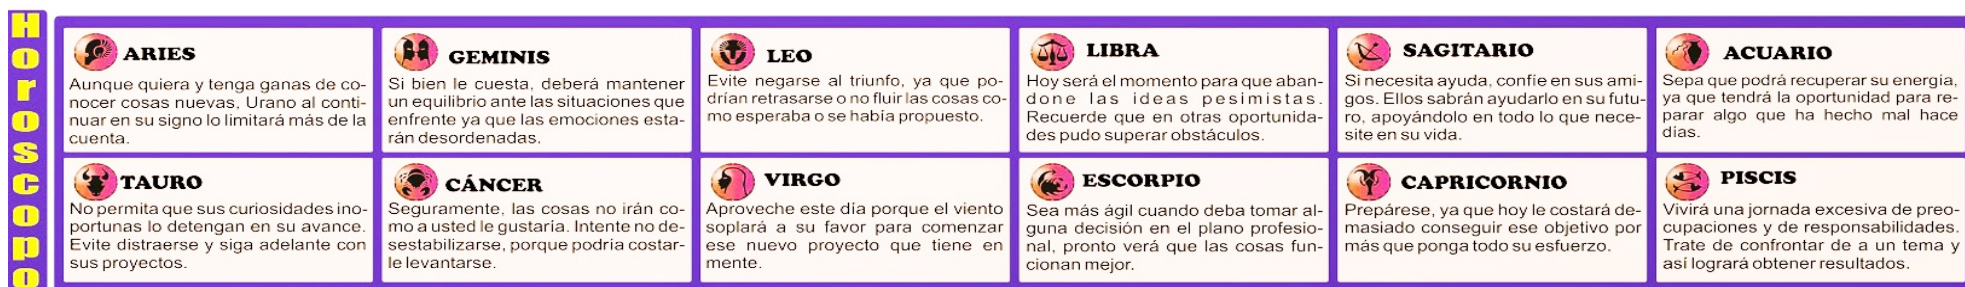 Horoscopo
ARIES
Aunque quiera y tenga ganas de co-
nocer cosas nuevas, Urano al conti-
nuar en su signo lo limitará más de la
cuenta.
GEMINIS
Si bien le cuesta, deberá mantener
un equilibrio ante las situaciones que
enfrente ya que las emociones esta-
rán desordenadas.
LEO
Evite negarse al triunfo, ya que po-
drían retrasarse o no fluir las cosas co-
mo esperaba o se había propuesto.
LIBRA
Hoy será el momento para que aban-
done las ideas pesimistas.
Recuerde que en otras oportunida-
des pudo superar obstáculos.
SAGITARIO
Si necesita ayuda, confíe en sus ami-
gos. Ellos sabrán ayudarlo en su futu-
ro, apoyándolo en todo lo que nece-
site en su vida.
ACUARIO
Sepa que podrá recuperar su energía,
ya que tendrá la oportunidad para re-
parar algo que ha hecho mal hace
días.
TAURO
No permita que sus curiosidades ino-
portunas lo detengan en su avance.
Evite distraerse y siga adelante con
sus proyectos.
CÁNCER
Seguramente, las cosas no irán co-
mo a usted le gustaría. Intente no de-
sestabilizarse, porque podría costar-
le levantarse.
VIRGO
Aproveche este día porque el viento
soplará a su favor para comenzar
ese nuevo proyecto que tiene en
mente.
ESCORPIO
Sea más ágil cuando deba tomar al-
guna decisión en el plano profesio-
nal, pronto verá que las cosas fun-
cionan mejor.
CAPRICORNIO
Prepárese, ya que hoy le costará de-
masiado conseguir ese objetivo por
más que ponga todo su esfuerzo.
PISCIS
Vivirá una jornada excesiva de preo-
cupaciones y de responsabilidades.
Trate de confrontar de a un tema y
así logrará obtener resultados.